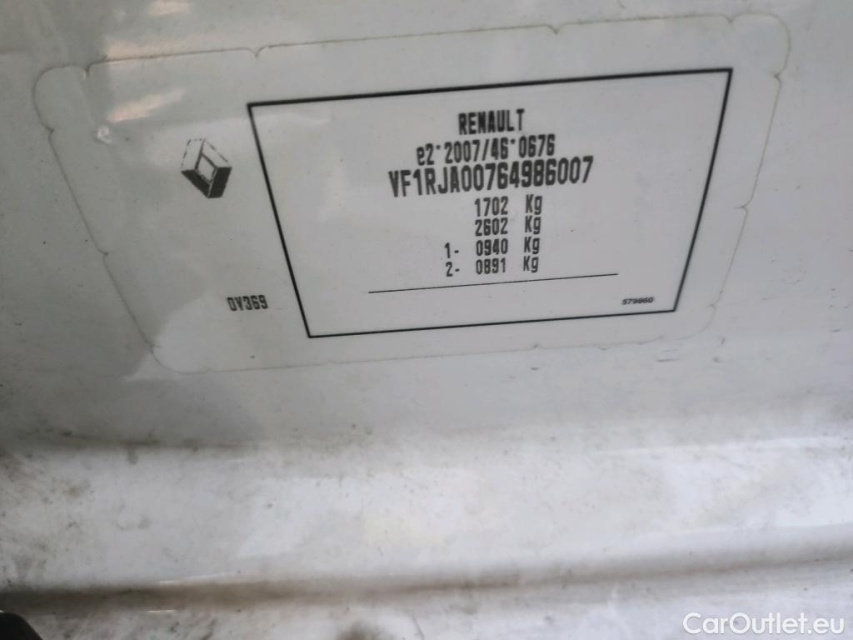 RENAULT
e2*2007/46*0676
VF1RJA00764986007
1702 Kg
2602 Kg
1- 0940 Kg
2- 0891 Kg
DV369
579860
CarOutlet.eu